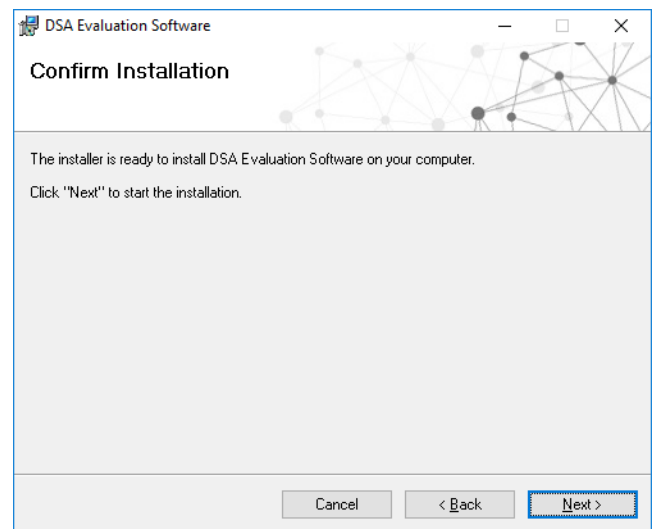 DSA Evaluation Software
Confirm Installation
The installer is ready to install DSA Evaluation Software on your computer.
Click "Next" to start the installation.
Cancel
< Back
Next >